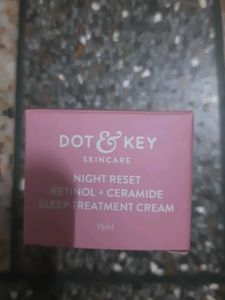 DOT & KEY
SKINCARE
NIGHT RESET
RETINOL + CERAMIDE
SLEEP TREATMENT CREAM
15ml